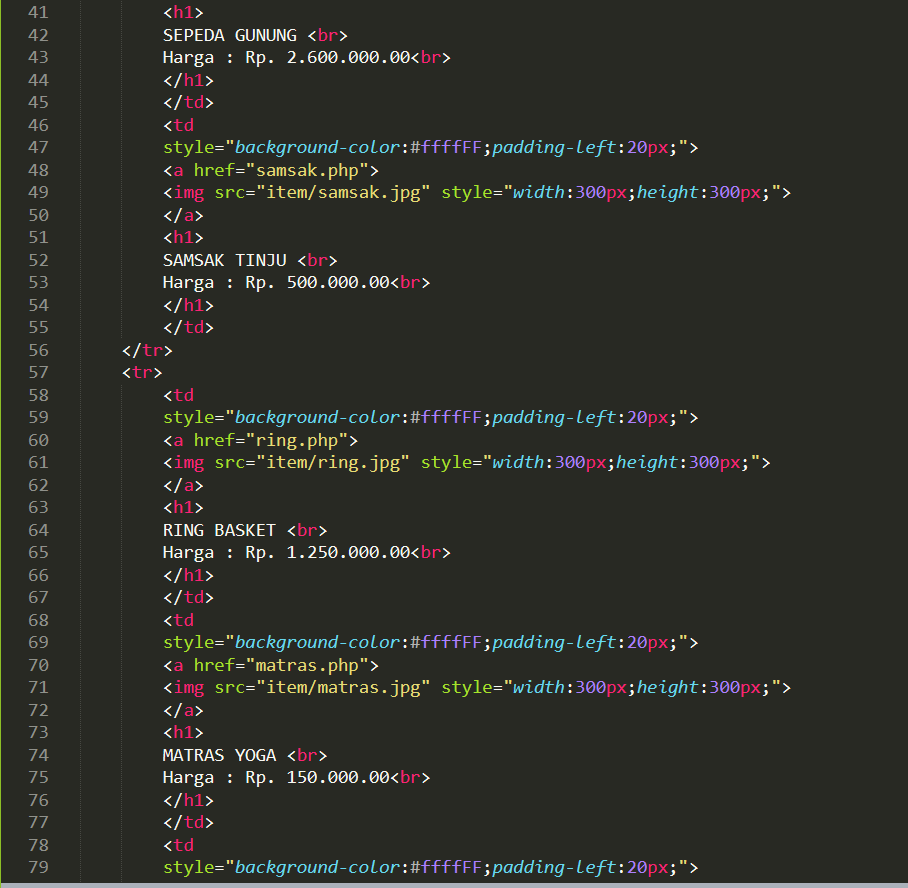 41 <h1>
42 SEPEDA GUNUNG <br>
43 Harga : Rp. 2.600.000.00<br>
44 </h1>
45 </td>
46 <td
47 style="background-color:#ffffFF;padding-left:20px;">
48 <a href="samsak.php">
49 <img src="item/samsak.jpg" style="width:300px;height:300px;">
50 </a>
51 <h1>
52 SAMSAK TINJU <br>
53 Harga : Rp. 500.000.00<br>
54 </h1>
55 </td>
56 </tr>
57 <tr>
58 <td
59 style="background-color:#ffffFF;padding-left:20px;">
60 <a href="ring.php">
61 <img src="item/ring.jpg" style="width:300px;height:300px;">
62 </a>
63 <h1>
64 RING BASKET <br>
65 Harga : Rp. 1.250.000.00<br>
66 </h1>
67 </td>
68 <td
69 style="background-color:#ffffFF;padding-left:20px;">
70 <a href="matras.php">
71 <img src="item/matras.jpg" style="width:300px;height:300px;">
72 </a>
73 <h1>
74 MATRAS YOGA <br>
75 Harga : Rp. 150.000.00<br>
76 </h1>
77 </td>
78 <td
79 style="background-color:#ffffFF;padding-left:20px;">